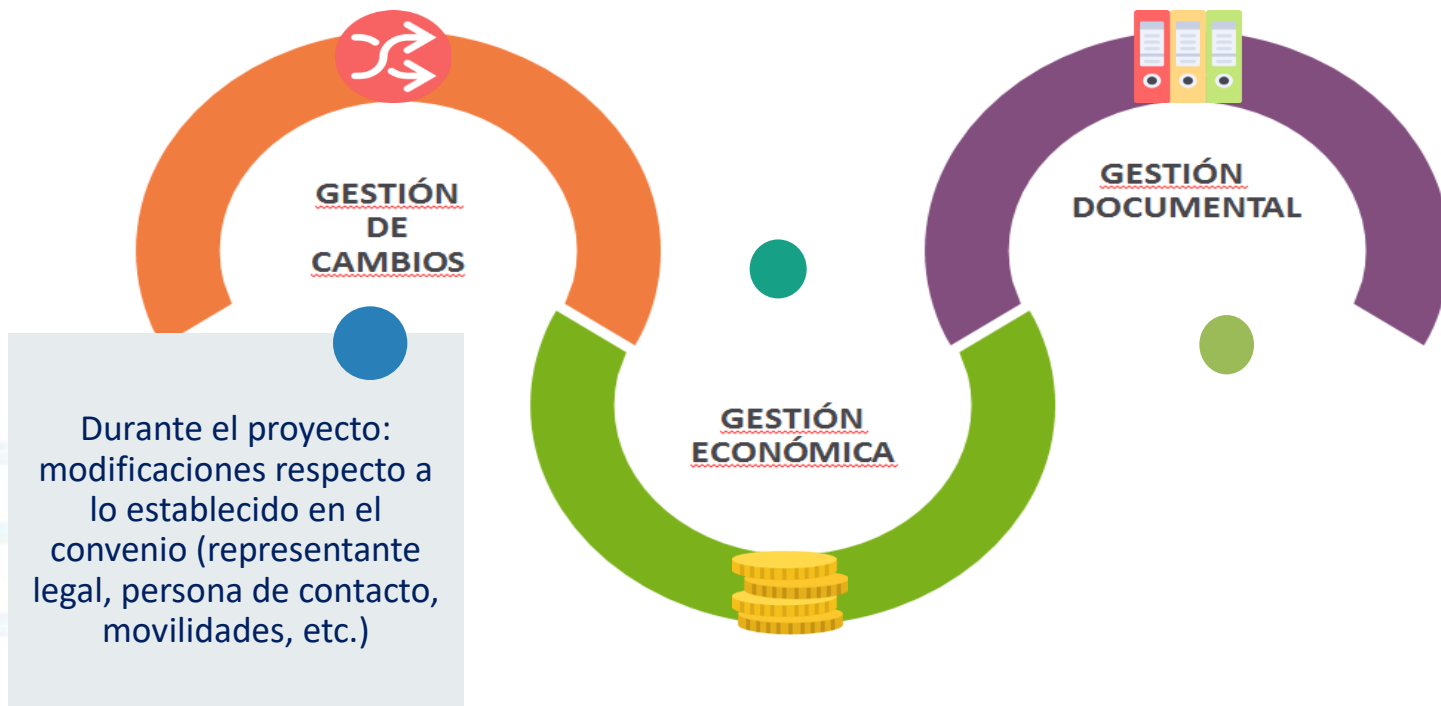 GESTIÓN
DE
CAMBIOS
GESTIÓN
DOCUMENTAL
GESTIÓN
ECONÓMICA
Durante el proyecto:
modificaciones respecto a
lo establecido en el
convenio (representante
legal, persona de contacto,
movilidades, etc.)